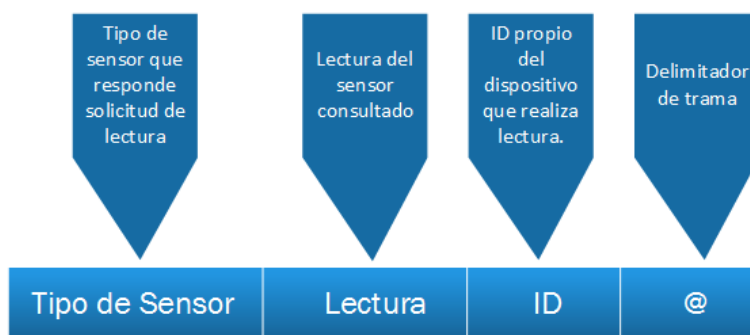 Tipo de
sensor que
responde
solicitud de
lectura
Lectura del
sensor
consultado
ID propio
del
dispositivo
que realiza
lectura.
Delimitador
de trama
Tipo de Sensor
Lectura
ID
@